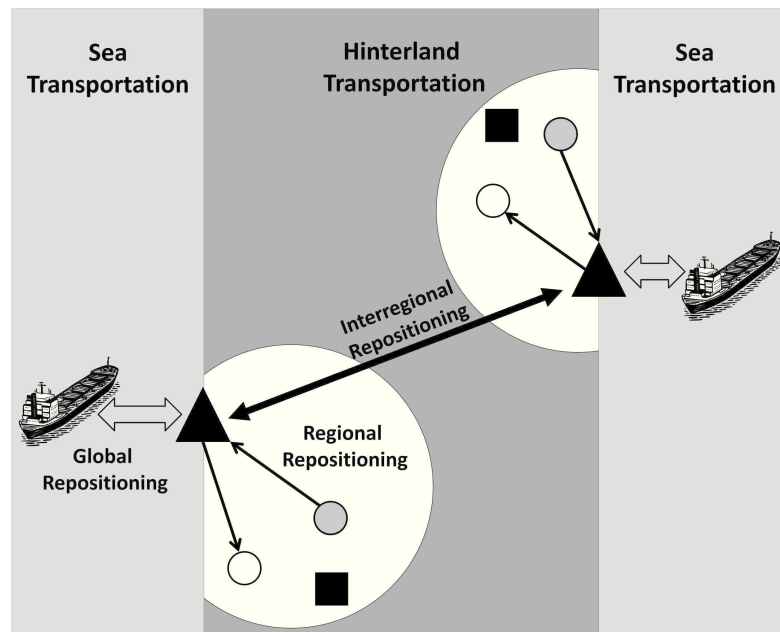 Sea
Transportation
Hinterland
Transportation
Sea
Transportation
Interregional
Repositioning
Regional
Repositioning
Global
Repositioning